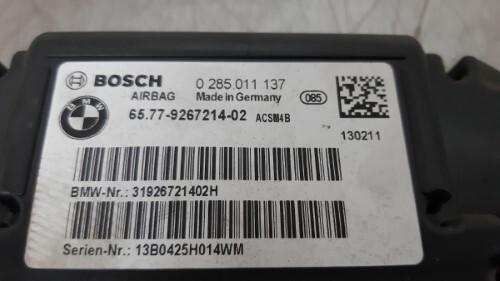 BOSCH 0 285 011 137
AIRBAG Made in Germany 085
BMW 65.77-9267214-02 ACSM4B
130211
BMW-Nr.: 31926721402H
Serien-Nr.: 13B0425H014WM